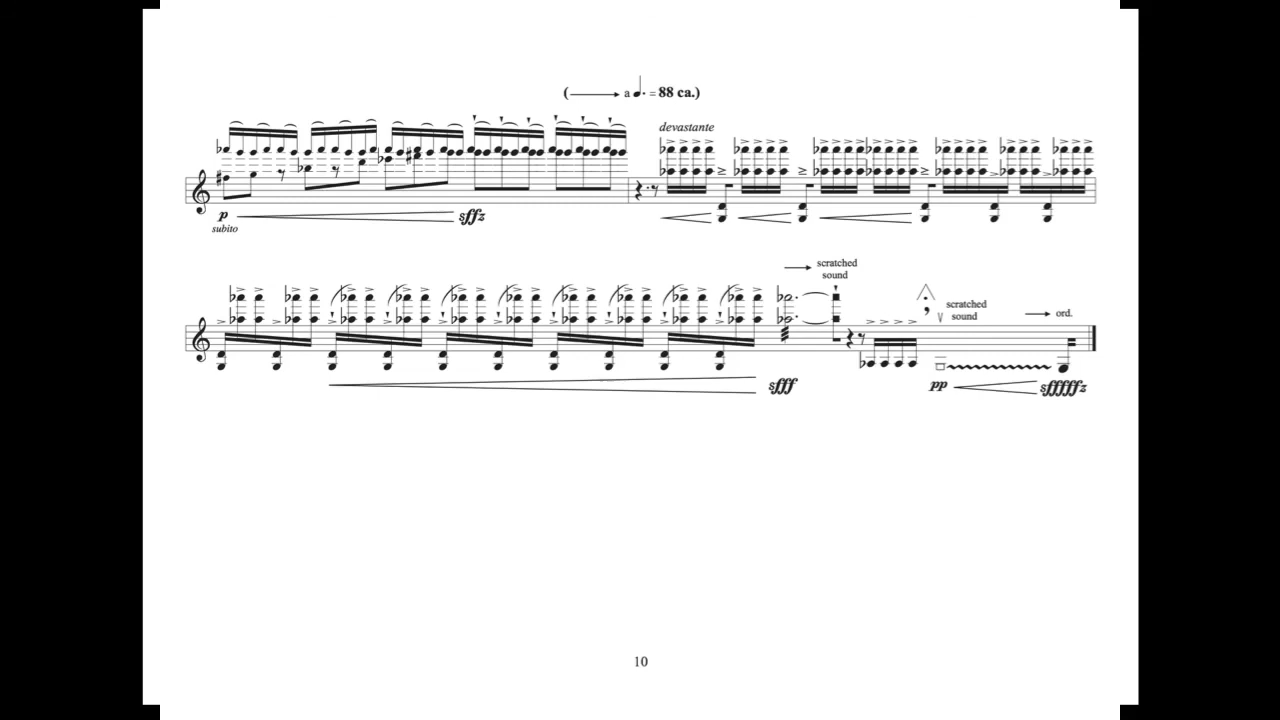 ( → a ♩. = 88 ca.)
devastante
p sffz
subito
scratched
sound
scratched
sound
ord.
sfff pp sfffffz
10